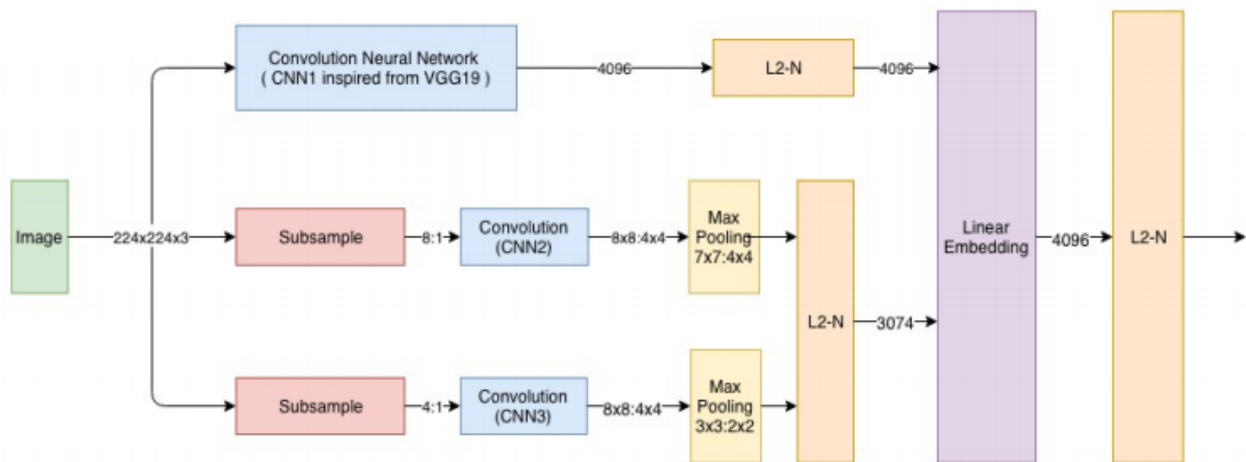 Convolution Neural Network
( CNN1 inspired from VGG19 )
4096
L2-N
4096
Image
224x224x3
Subsample
8:1
Convolution
(CNN2)
8x8:4x4
Max
Pooling
7x7:4x4
L2-N
3074
Linear
Embedding
4096
L2-N
Subsample
4:1
Convolution
(CNN3)
8x8:4x4
Max
Pooling
3x3:2x2